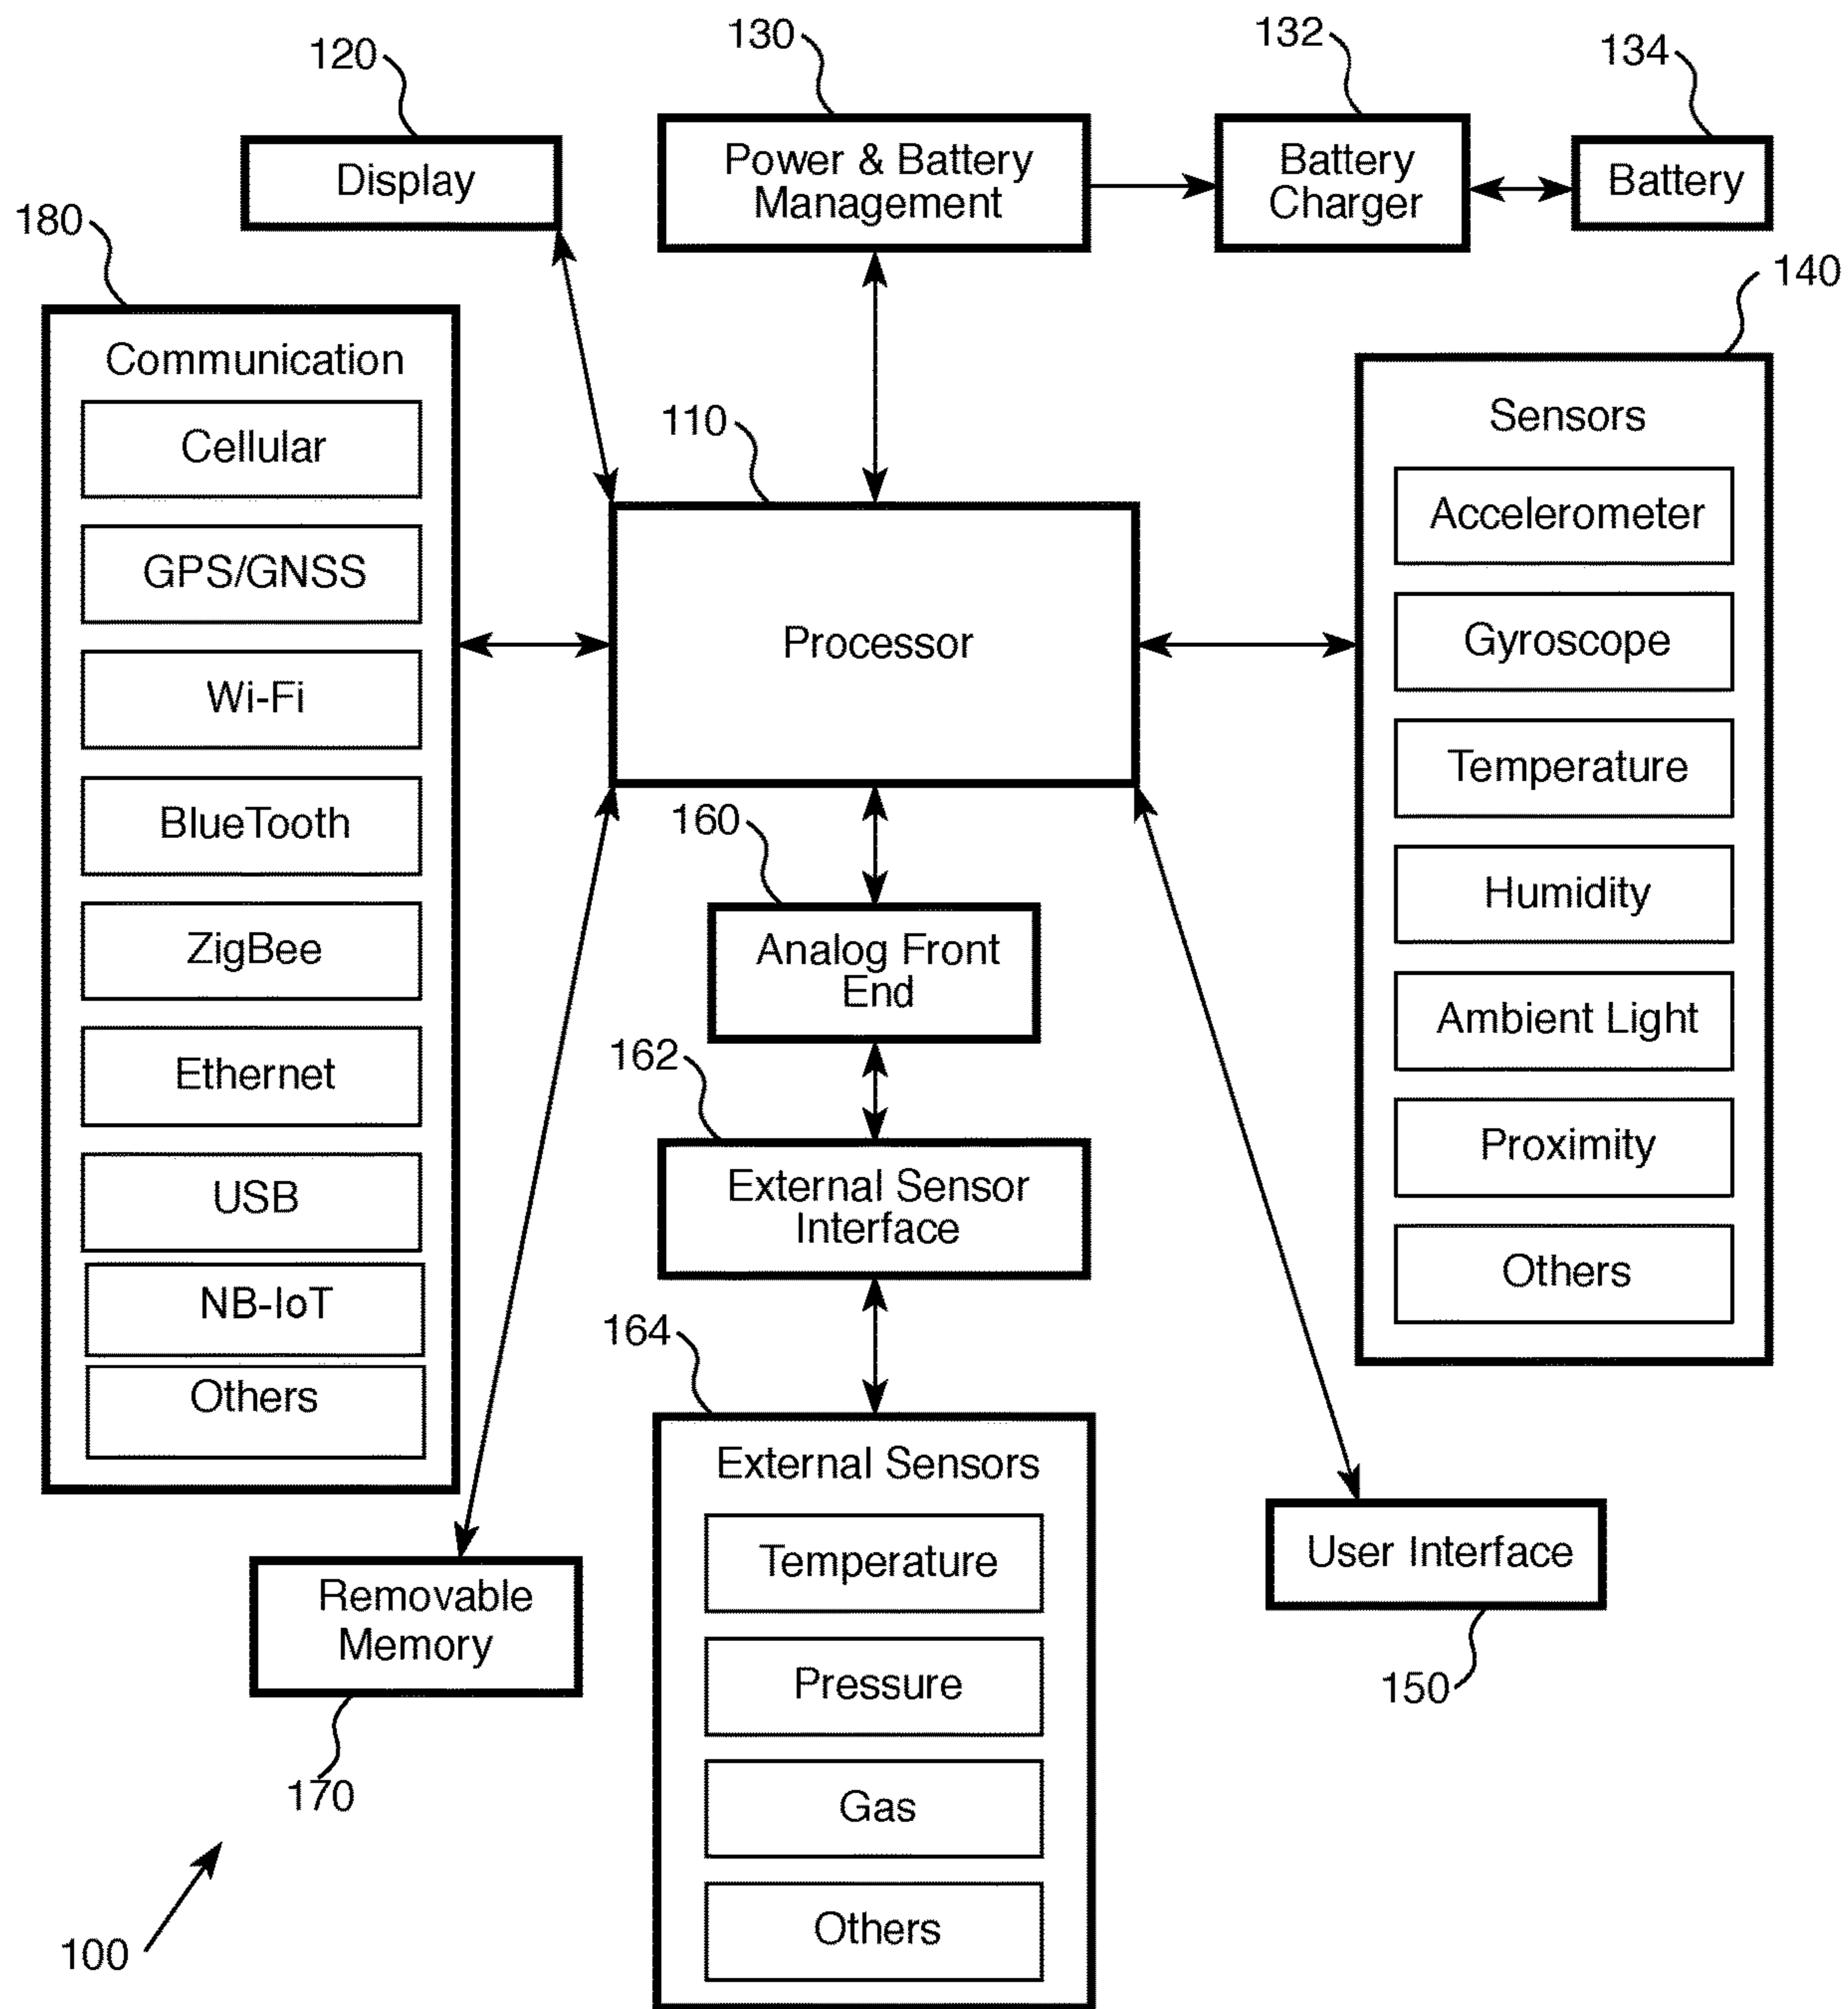 120
Display
130
Power & Battery
Management
132
Battery
Charger
134
Battery
180
Communication
Cellular
GPS/GNSS
Wi-Fi
BlueTooth
ZigBee
Ethernet
USB
NB-IoT
Others
110
Processor
140
Sensors
Accelerometer
Gyroscope
Temperature
Humidity
Ambient Light
Proximity
Others
160
Analog Front
End
162
External Sensor
Interface
164
External Sensors
Temperature
Pressure
Gas
Others
User Interface
150
Removable
Memory
170
100